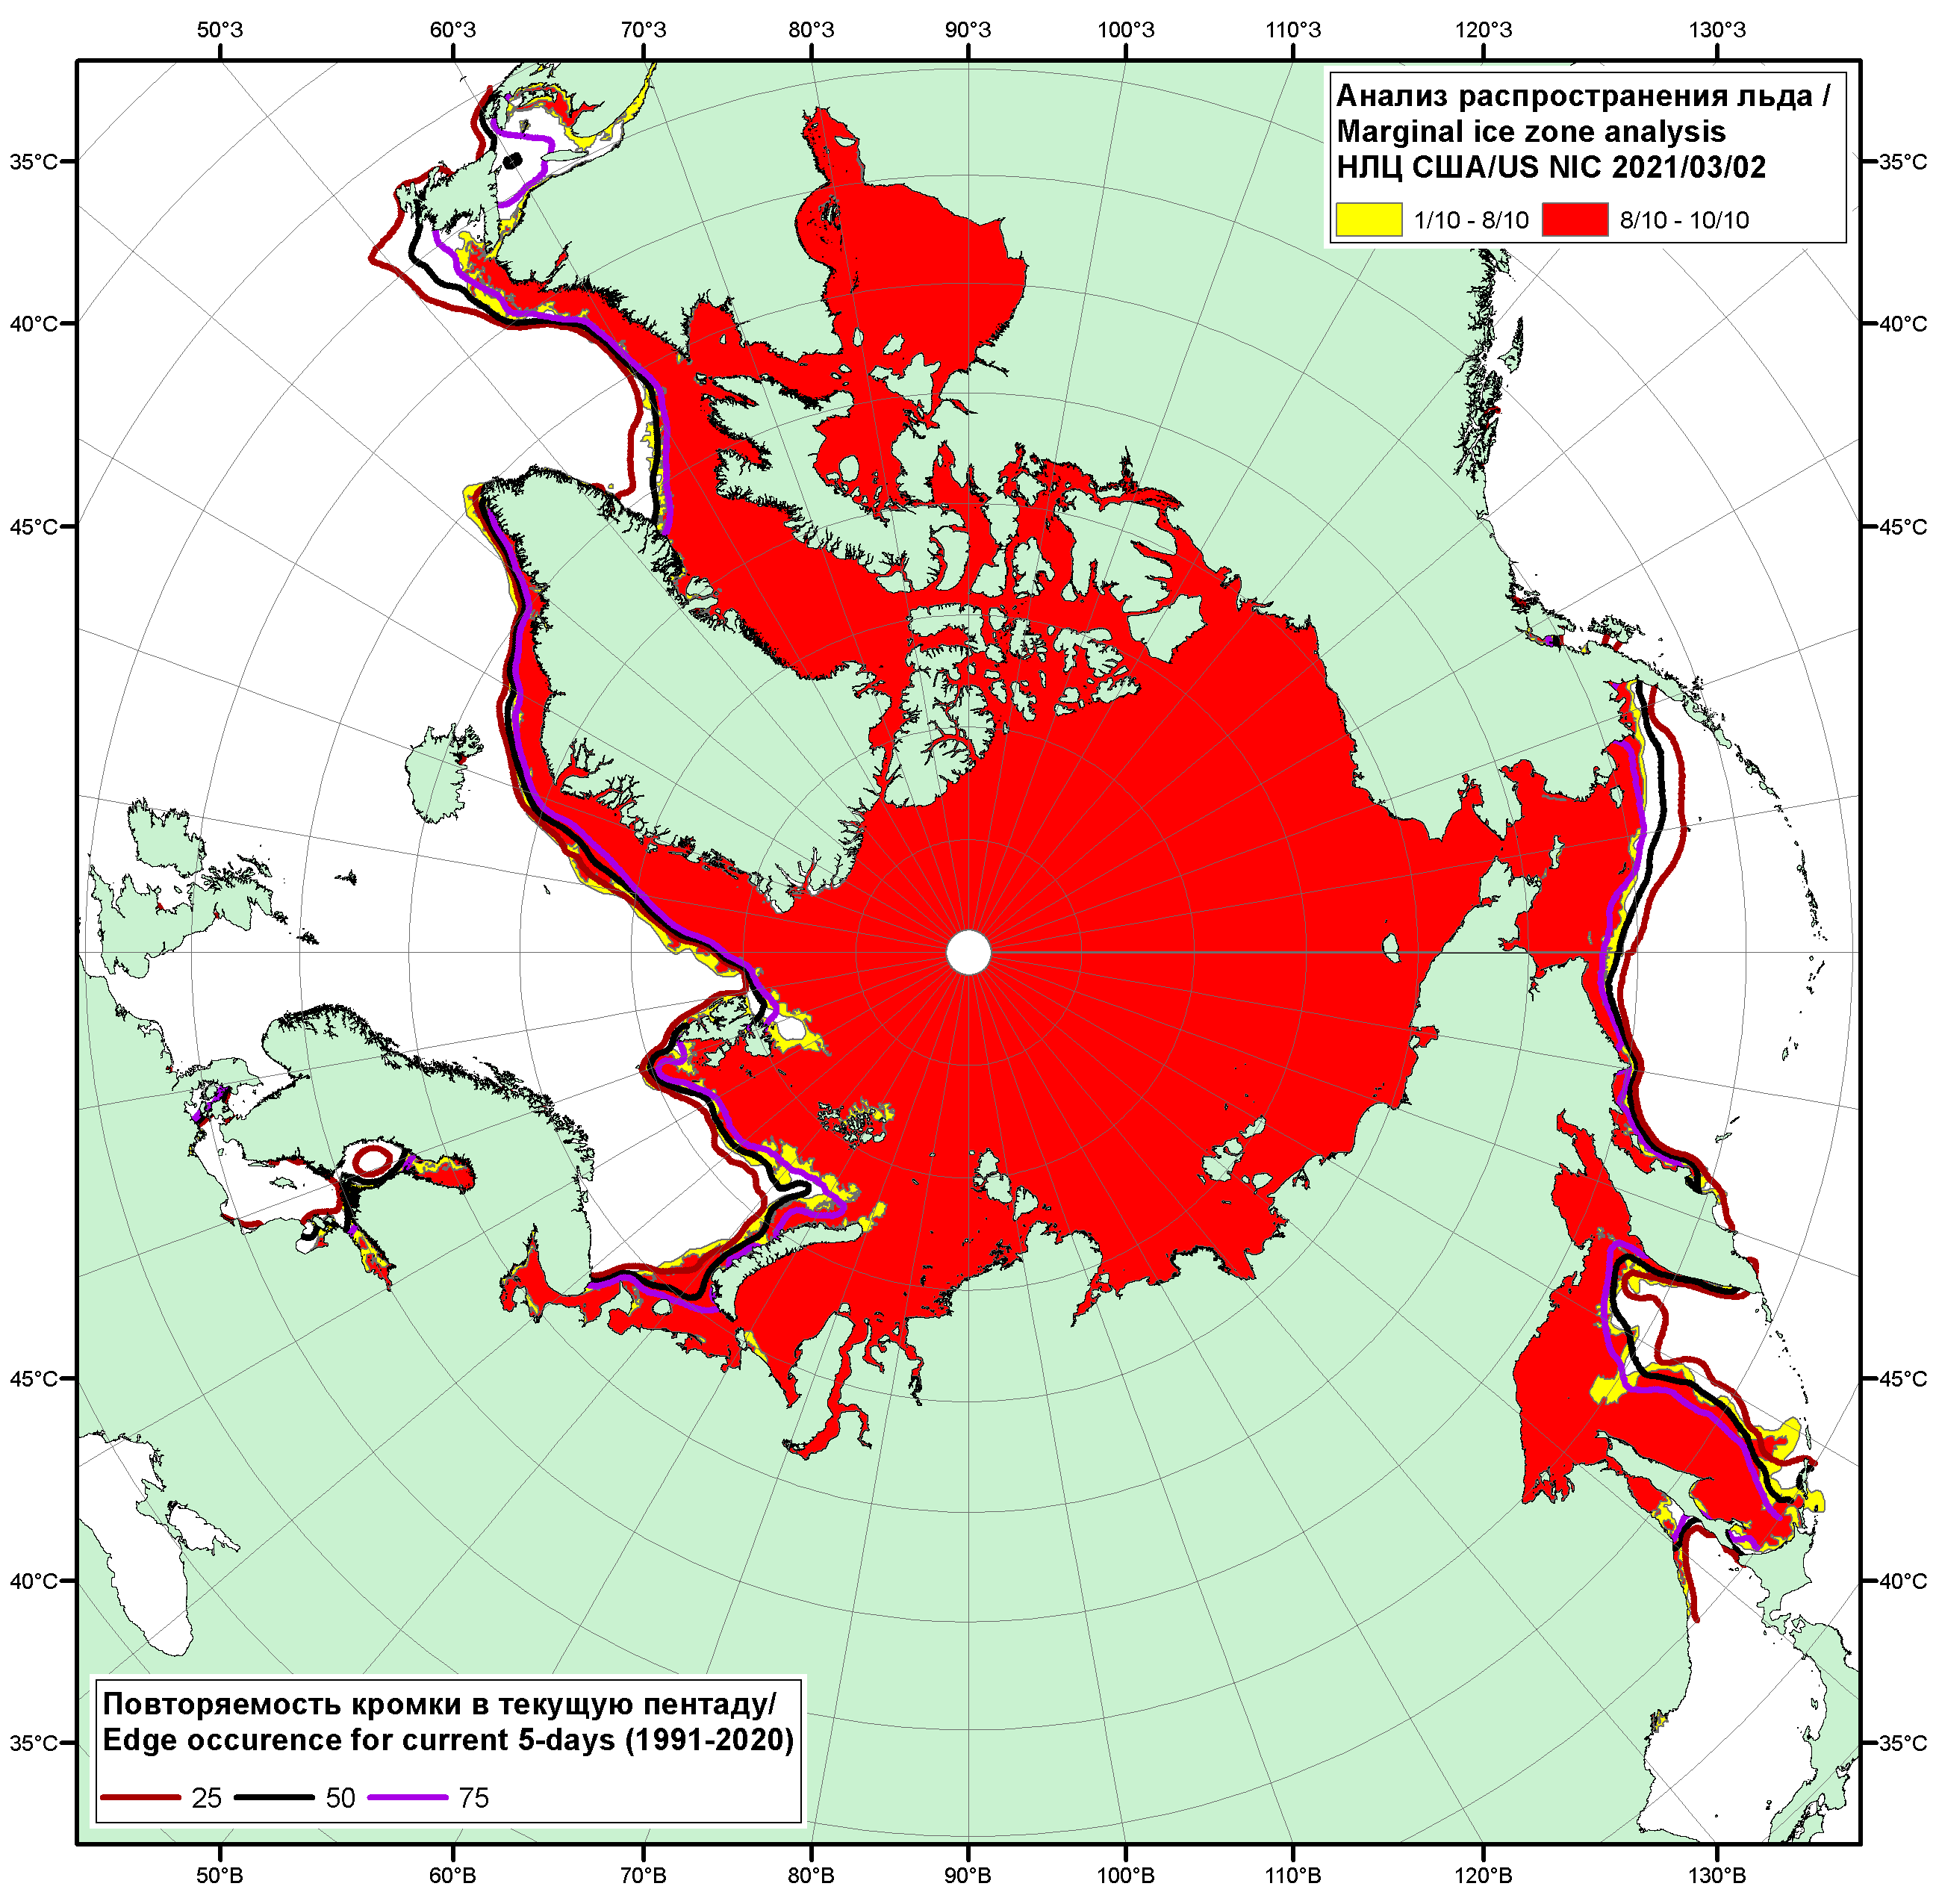 50°З 60°З 70°З 80°З 90°З 100°З 110°З 120°З 130°З
Анализ распространения льда /
Marginal ice zone analysis
НЛЦ США/US NIC 2021/03/02
1/10 - 8/10 8/10 - 10/10
35°С 35°С
40°С 40°С
45°С 45°С
45°С 45°С
40°С 40°С
35°С 35°С
Повторяемость кромки в текущую пентаду/
Edge occurence for current 5-days (1991-2020)
25 50 75
50°В 60°В 70°В 80°В 90°В 100°В 110°В 120°В 130°В